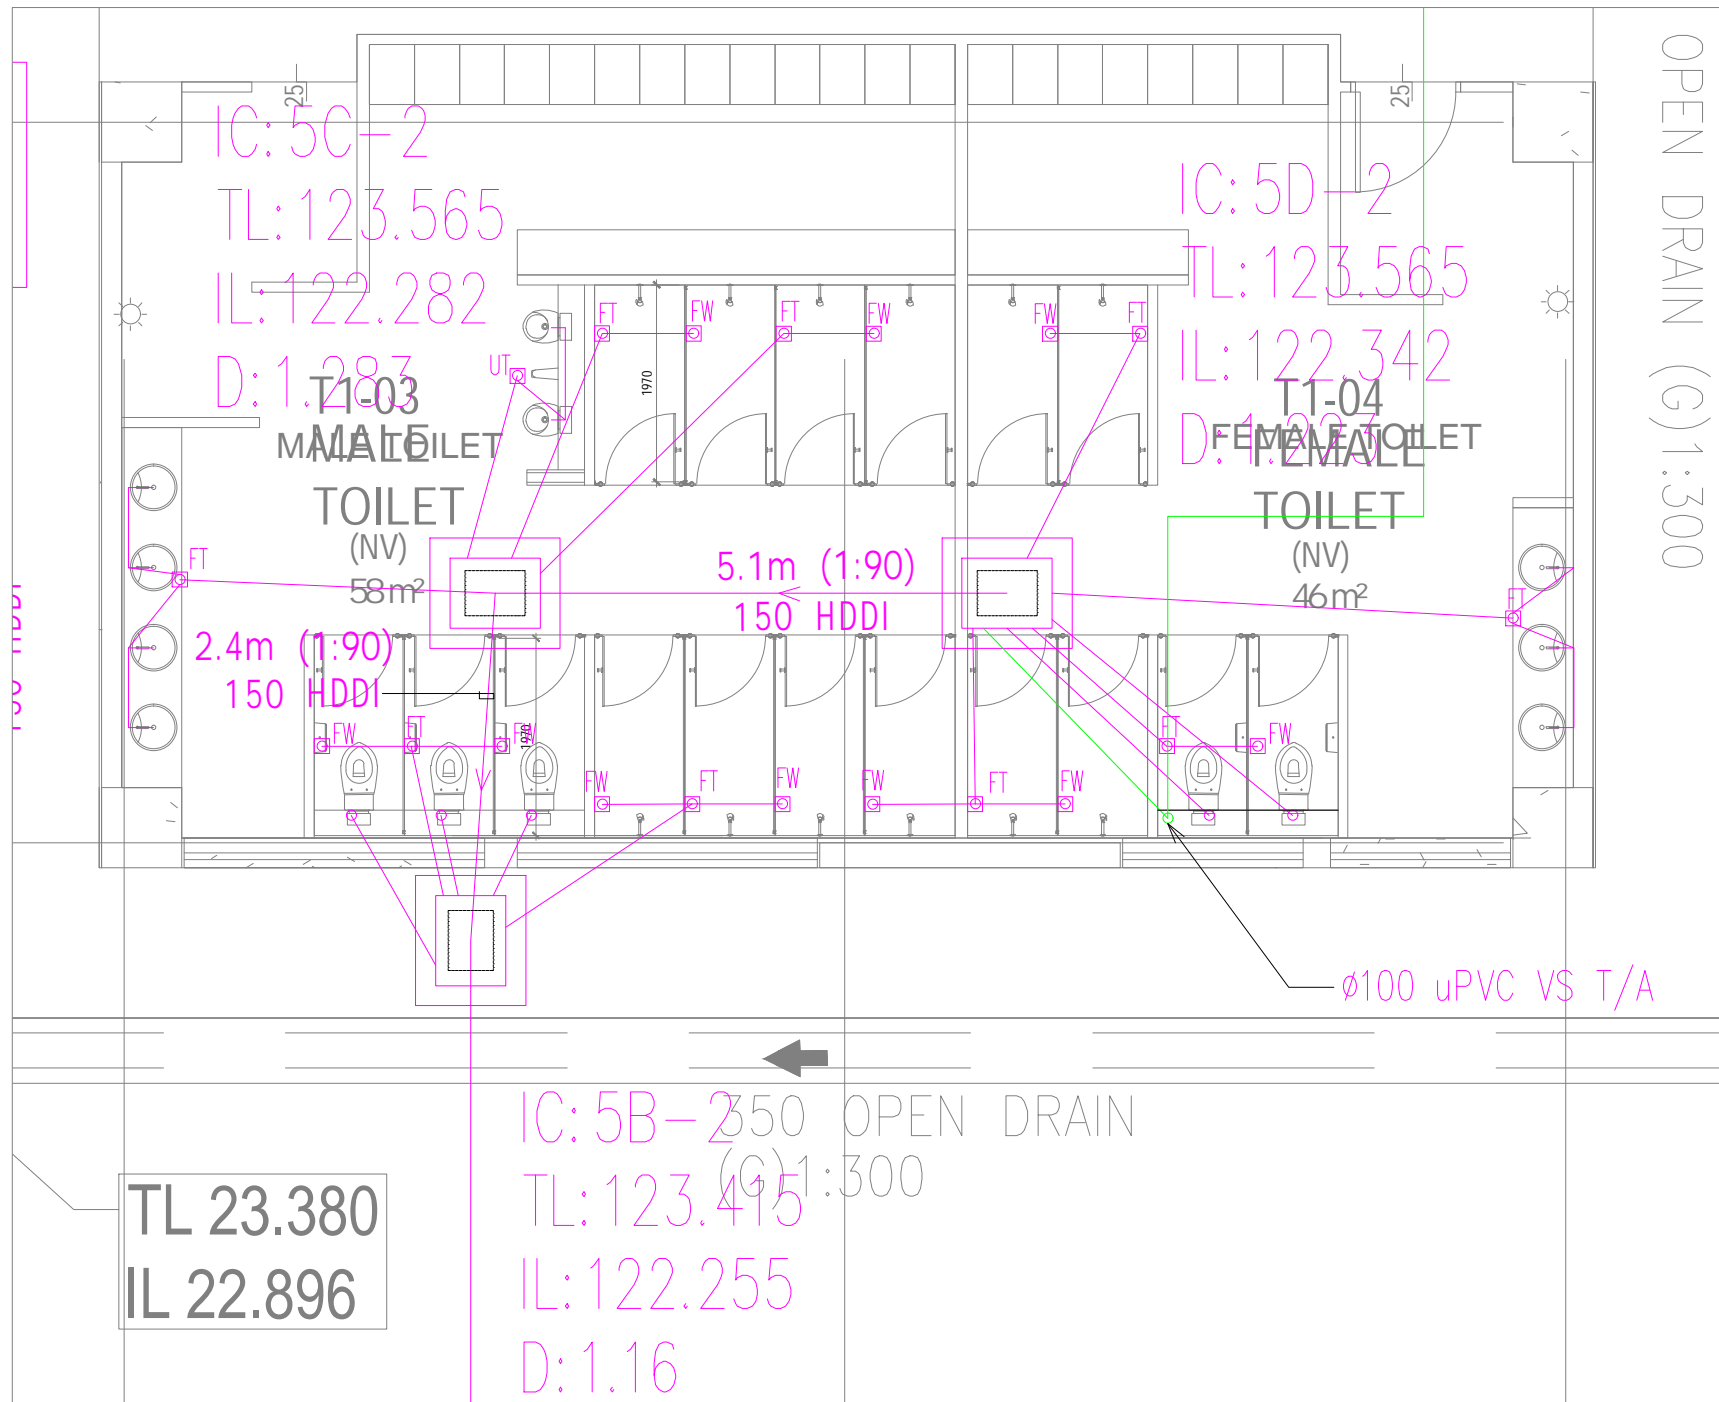 25
25
OPEN DRAIN (G)1:300
IC:5C-2
TL:123.565
IL:122.282
D:1.283
IC:5D-2
TL:123.565
IL:122.342
D:1.223
FT
FW
FT
FW
FW
FT
UT
1970
T1-03
MALE TOILET
MALE
TOILET
(NV)
58m²
T1-04
FEMALE TOILET
FEMALE
TOILET
(NV)
46m²
FT
FT
5.1m (1:90)
150 HDDI
2.4m (1:90)
150 HDDI
150 HDDI
FW
FT
FW
1970
FW
FT
FW
FW
FT
FW
FT
FW
ø100 uPVC VS T/A
350 OPEN DRAIN
(G)1:300
IC:5B-2
TL:123.415
IL:122.255
D:1.16
TL 23.380
IL 22.896